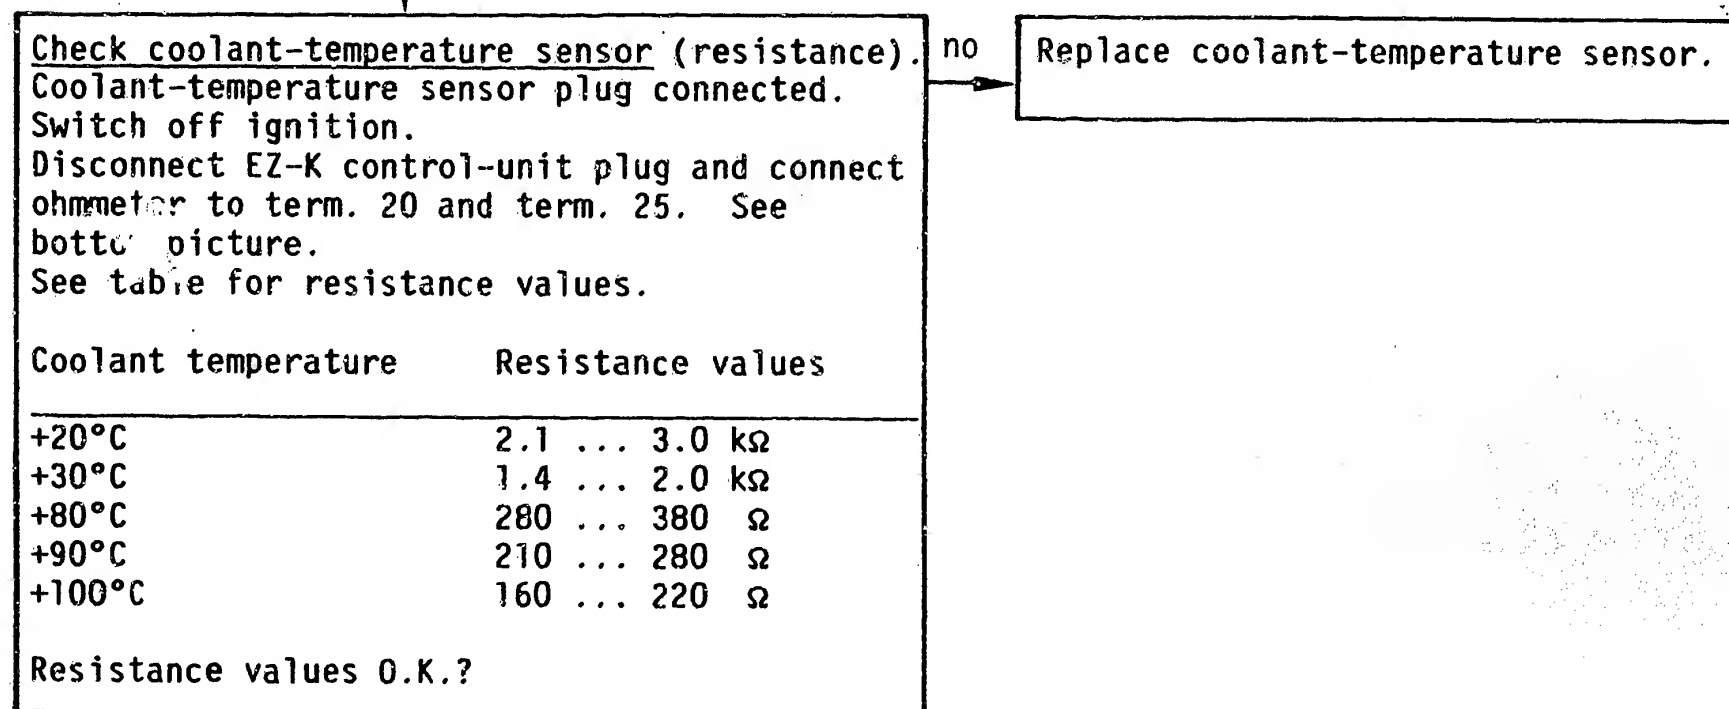 Check coolant-temperature sensor (resistance).
Coolant-temperature sensor plug connected.
Switch off ignition.
Disconnect EZ-K control-unit plug and connect
ohmmeter to term. 20 and term. 25. See
picture.
See table for resistance values.
Coolant temperature Resistance values
+20°C 2.1 ... 3.0 kΩ
+30°C 1.4 ... 2.0 kΩ
+80°C 280 ... 380 Ω
+90°C 210 ... 280 Ω
+100°C 160 ... 220 Ω
Resistance values O.K.?
no
Replace coolant-temperature sensor.